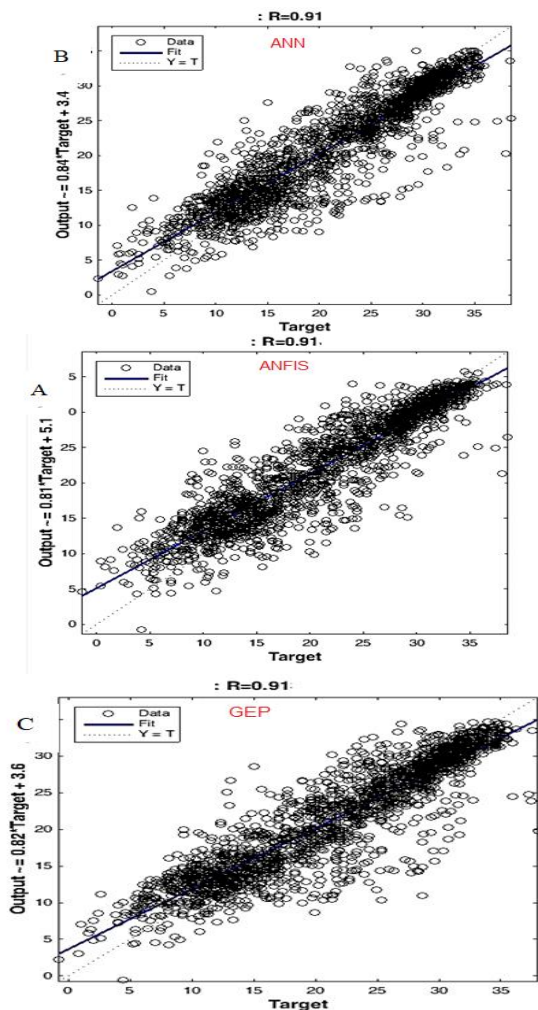 : R=0.91
B
ANN
Data
Fit
Y = T
Output ~= 0.84*Target + 3.4
30
25
20
15
10
5
0
0 5 10 15 20 25 30 35
Target
: R=0.91
A
ANFIS
Data
Fit
Y = T
Output ~= 0.81*Target + 5.1
5
0
25
20
15
10
5
0
0 5 10 15 20 25 30 35
Target
: R=0.91
C
GEP
Data
Fit
Y = T
Output ~= 0.82*Target + 3.6
30
25
20
15
10
5
0
0 5 10 15 20 25 30 35
Target